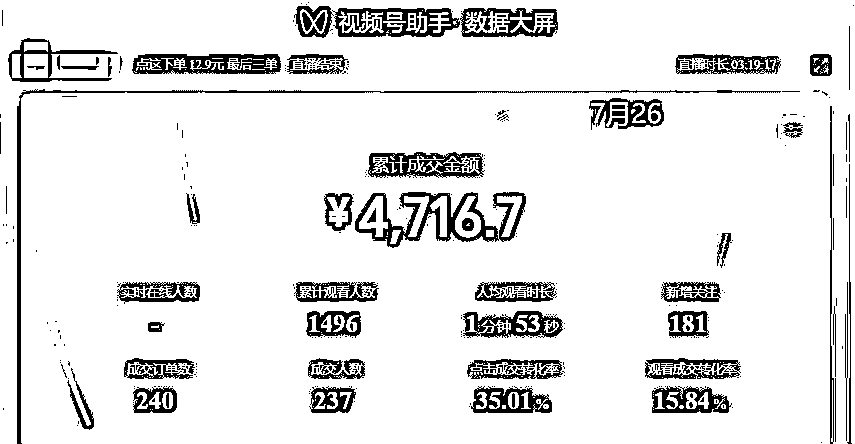 视频号助手·数据大屏
点这下单 12.9元 最后三单 直播结束 直播时长 03:19:17
7月26
累计成交金额
¥4,716.7
实时在线人数 累计观看人数 人均观看时长 新增关注
- 1496 1分钟53秒 181
成交订单数 成交人数 点击成交转化率 观看成交转化率
240 237 35.01% 15.84%